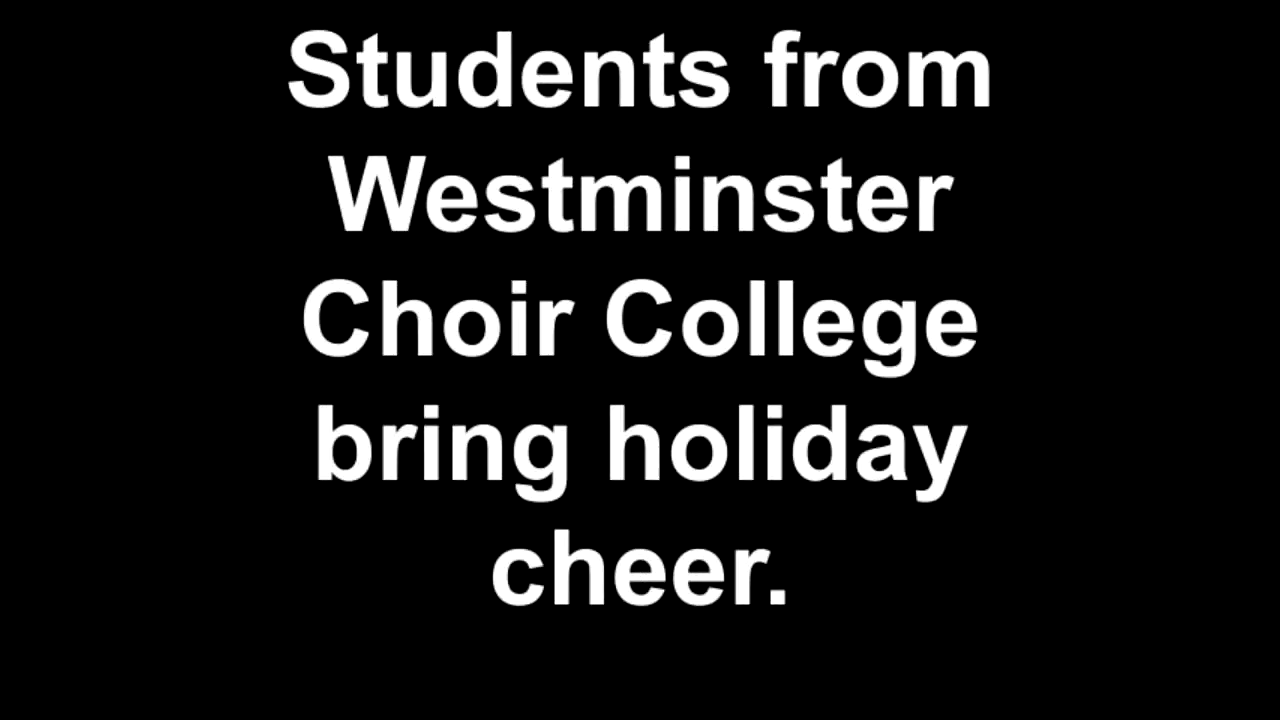 Students from
Westminster
Choir College
bring holiday
cheer.